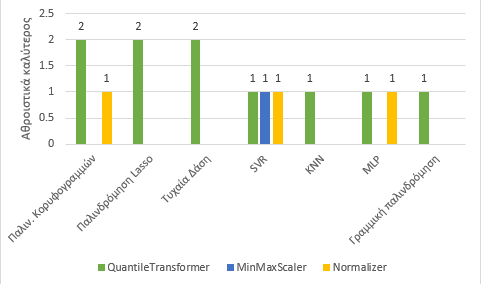 2.5
2
1.5
1
0.5
0
Αθροιστικά καλύτερος
2
1
2
2
1
1
1
1
1
1
1
Παλιν. Κορυφογραμμών
Παλινδρόμηση Lasso
Τυχαία Δάση
SVR
KNN
MLP
Γραμμική παλινδρόμηση
QuantileTransformer
MinMaxScaler
Normalizer